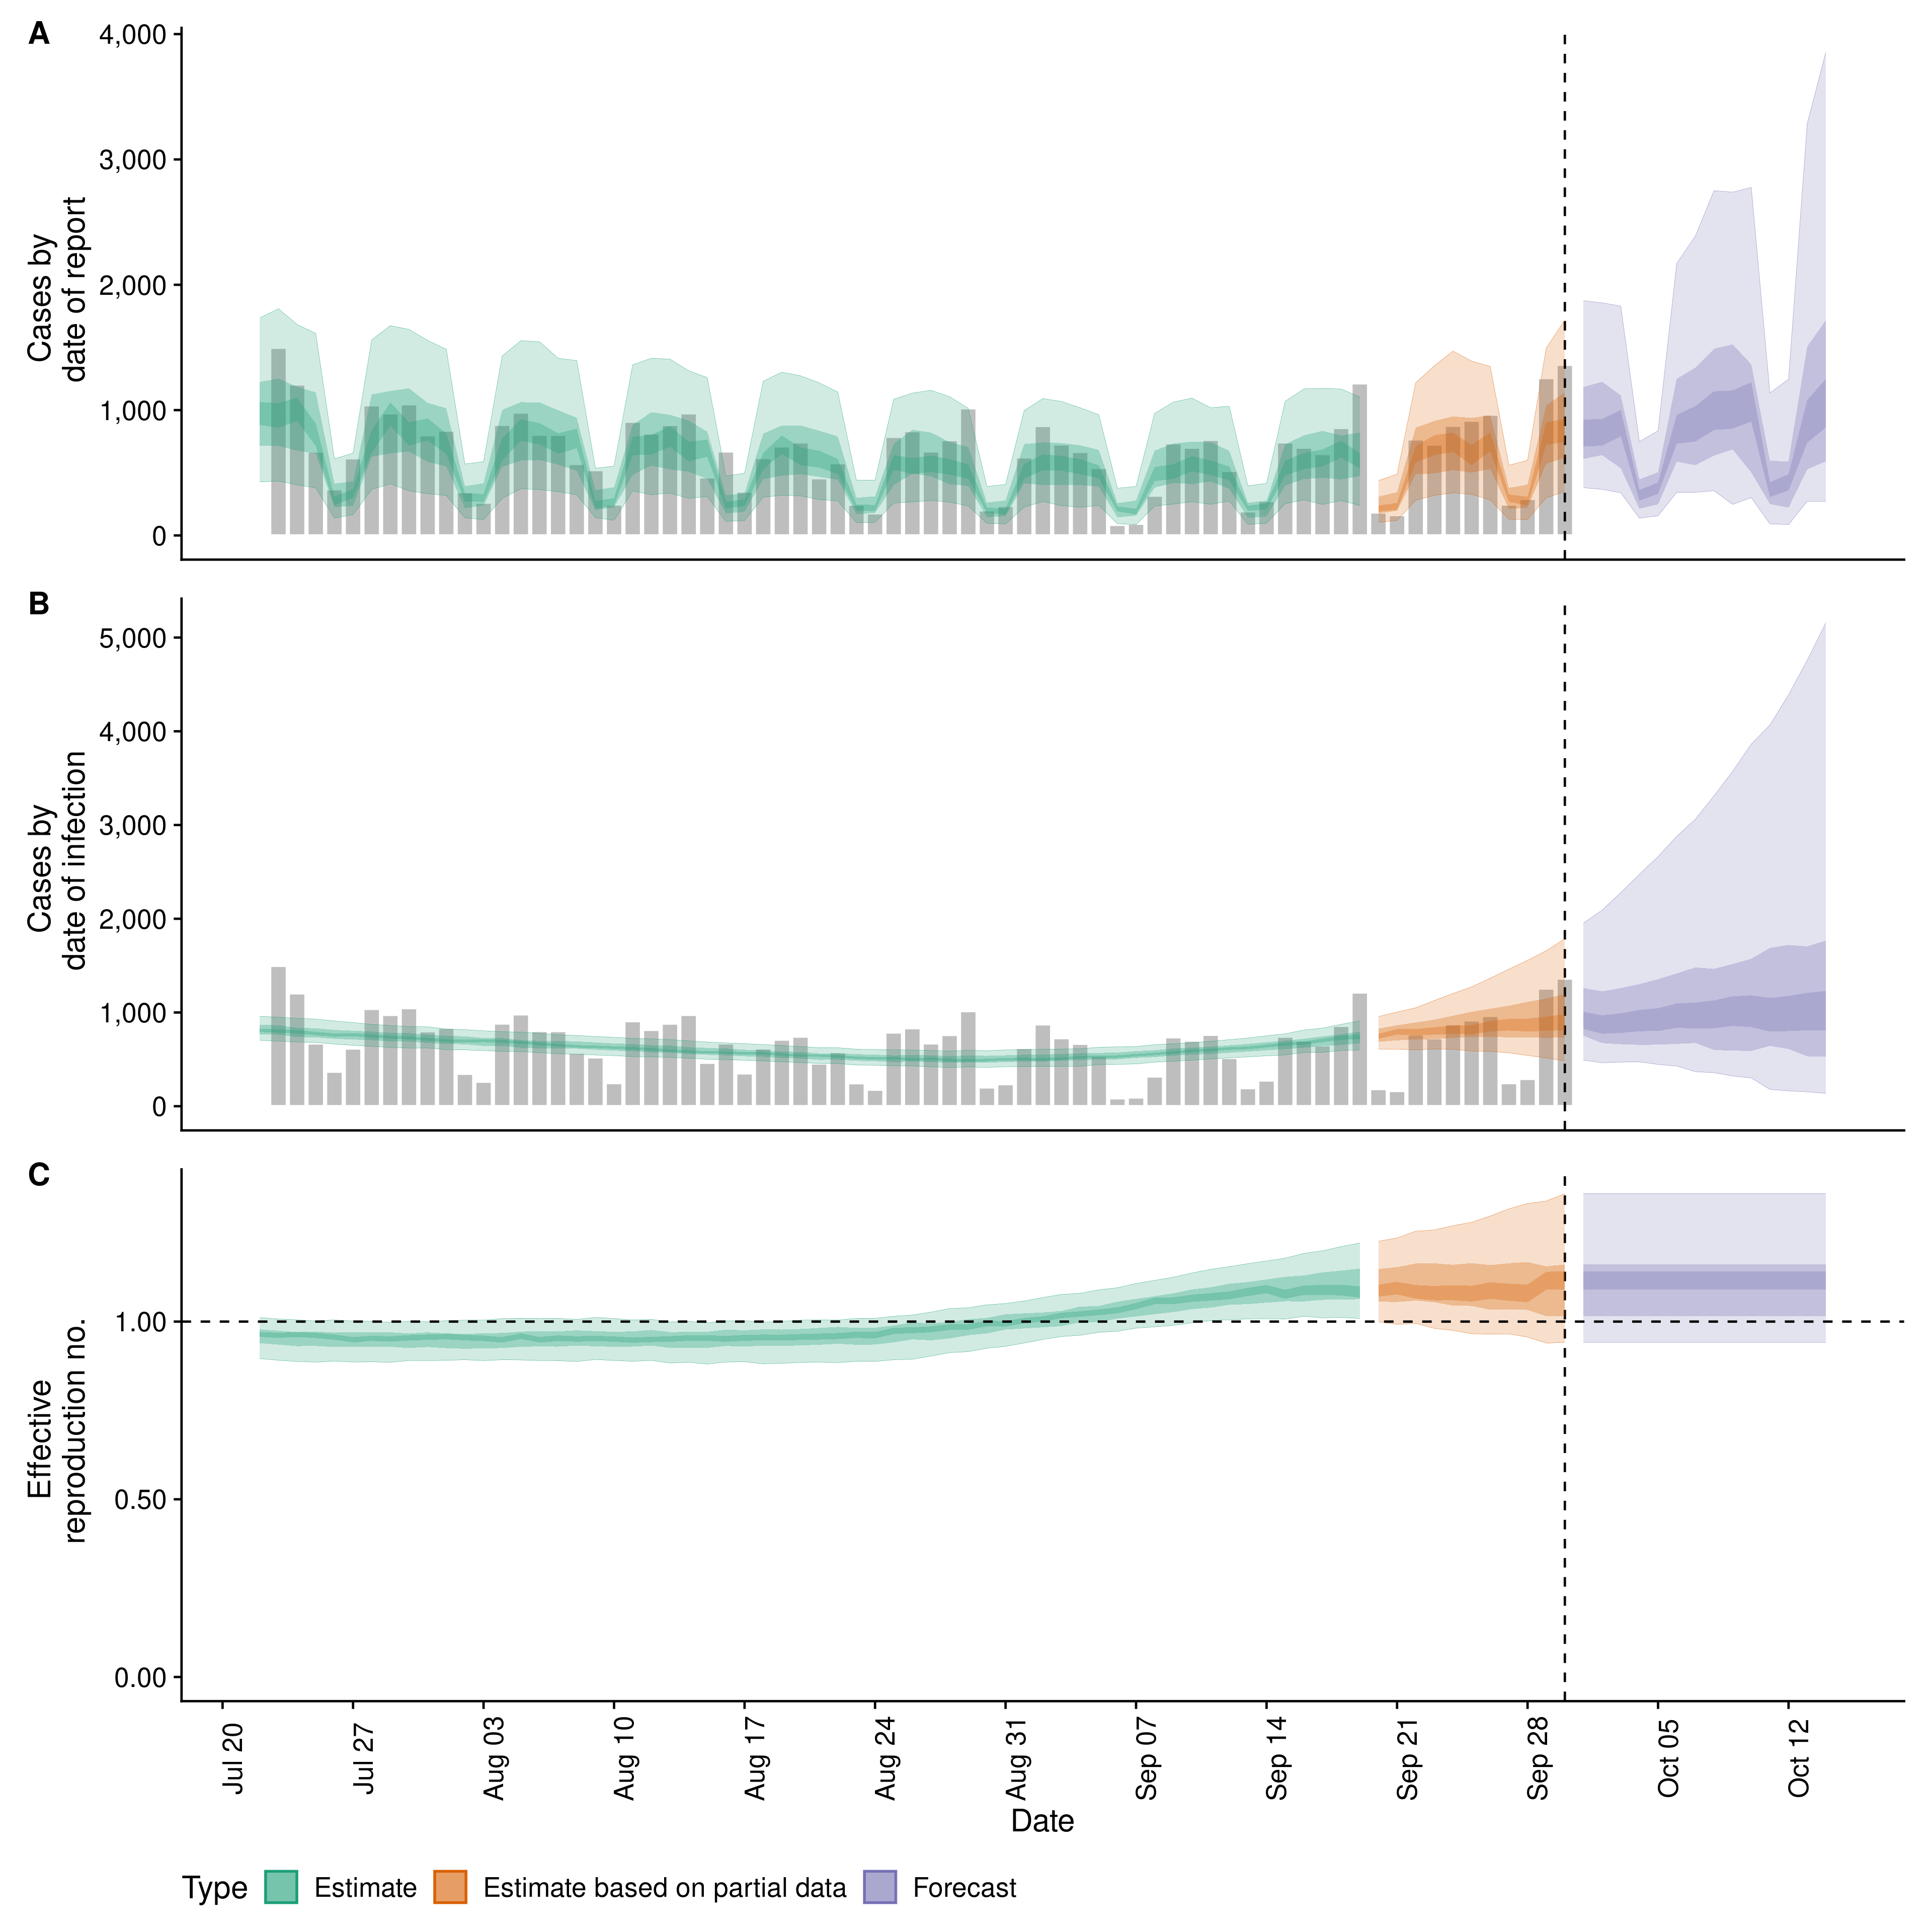 A
4,000
3,000
2,000
1,000
0
Cases by
date of report
B
5,000
4,000
3,000
2,000
1,000
0
Cases by
date of infection
C
1.00
0.50
0.00
Effective
reproduction no.
Jul 20
Jul 27
Aug 03
Aug 10
Aug 17
Aug 24
Aug 31
Sep 07
Sep 14
Sep 21
Sep 28
Oct 05
Oct 12
Date
Type Estimate Estimate based on partial data Forecast